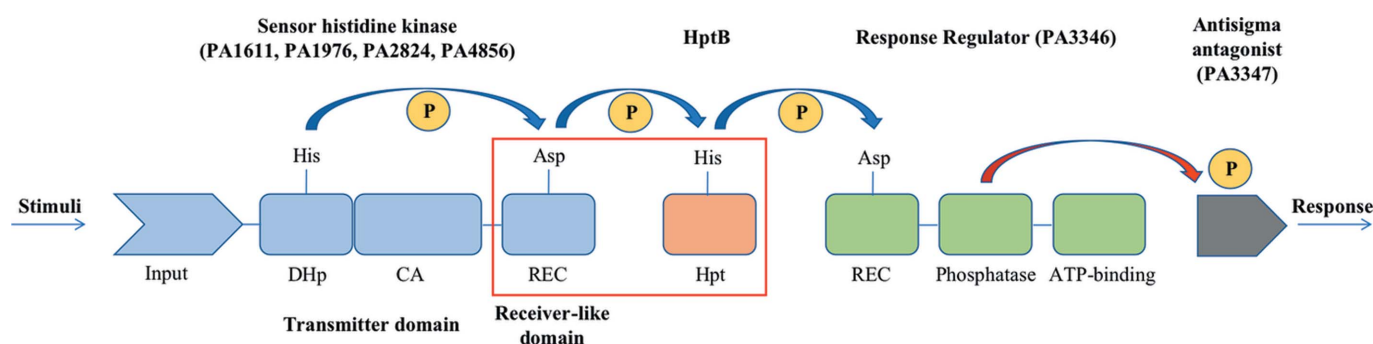 Sensor histidine kinase
(PA1611, PA1976, PA2824, PA4856)
HptB
Response Regulator (PA3346)
Antisigma
antagonist
(PA3347)
P
P
P
P
His
Asp
His
Asp
Stimuli
Response
Input
DHp
CA
REC
Hpt
REC
Phosphatase
ATP-binding
Transmitter domain
Receiver-like
domain